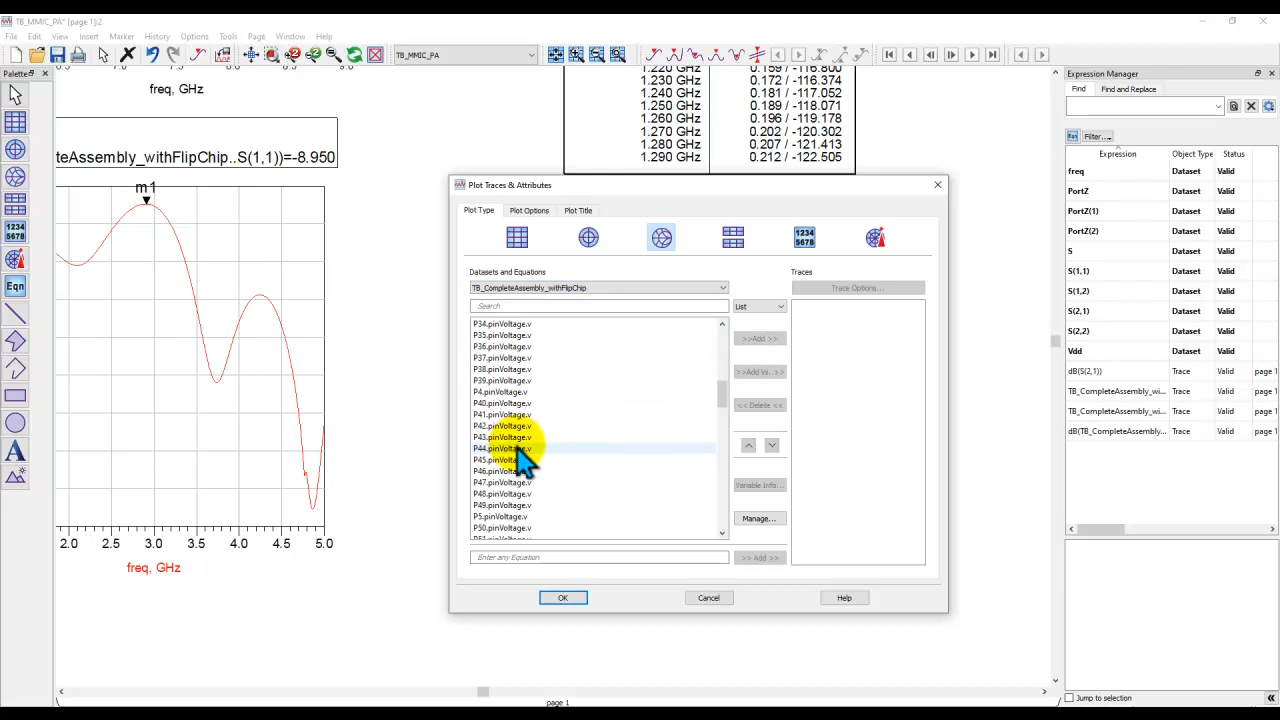 TB_MMIC_PA* [page 1]:2
File Edit View Insert Marker History Options Tools Page Window Help
TB_MMIC_PA
Palette
freq, GHz
teAssembly_withFlipChip..S(1,1))=-8.950
m1
2.0 2.5 3.0 3.5 4.0 4.5 5.0
freq, GHz
1.230 GHz 0.172 / -116.374
1.240 GHz 0.181 / -117.052
1.250 GHz 0.189 / -118.071
1.260 GHz 0.196 / -119.178
1.270 GHz 0.202 / -120.302
1.280 GHz 0.207 / -121.413
1.290 GHz 0.212 / -122.505
Plot Traces & Attributes
Plot Type Plot Options Plot Title
Datasets and Equations
TB_CompleteAssembly_withFlipChip
Search
List
P34.pinVoltage.v
P35.pinVoltage.v
P36.pinVoltage.v
P37.pinVoltage.v
P38.pinVoltage.v
P39.pinVoltage.v
P4.pinVoltage.v
P40.pinVoltage.v
P41.pinVoltage.v
P42.pinVoltage.v
P43.pinVoltage.v
P44.pinVoltage.v
P45.pinVolta
P46.pinVolta
P47.pinVoltage.v
P48.pinVoltage.v
P49.pinVoltage.v
P5.pinVoltage.v
P50.pinVoltage.v
Enter any Equation
Traces
Trace Options...
>>Add >>
>>Add Vs..>>
<< Delete <<
Variable Info...
Manage...
>> Add >>
OK Cancel Help
Expression Manager
Find Find and Replace
Eqn Filter...
Expression Object Type Status
freq Dataset Valid
PortZ Dataset Valid
PortZ(1) Dataset Valid
PortZ(2) Dataset Valid
S Dataset Valid
S(1,1) Dataset Valid
S(1,2) Dataset Valid
S(2,1) Dataset Valid
S(2,2) Dataset Valid
Vdd Dataset Valid
dB(S(2,1)) Trace Valid page 1
TB_CompleteAssembly_wi... Trace Valid page 1
TB_CompleteAssembly_wi... Trace Valid page 1
dB(TB_CompleteAssembly... Trace Valid page 1
Jump to selection
page 1
1234
5678
Eqn
A
1234
5678